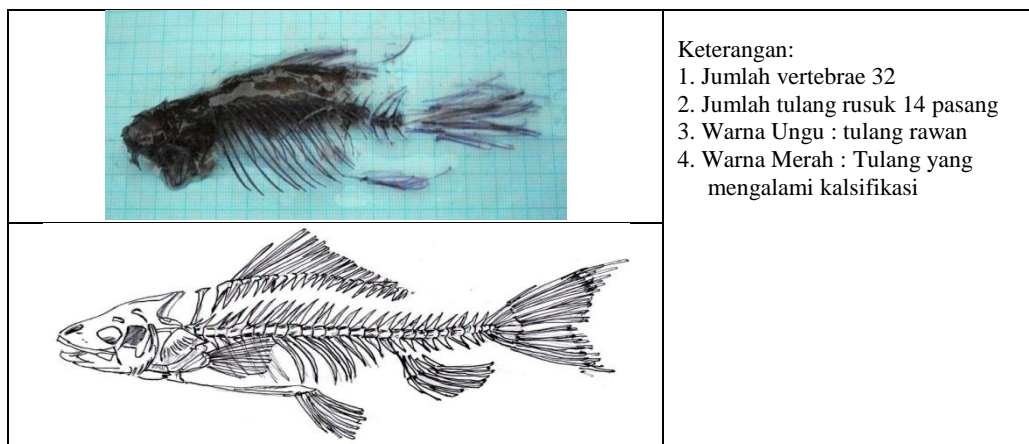 Keterangan:
1. Jumlah vertebrae 32
2. Jumlah tulang rusuk 14 pasang
3. Warna Ungu : tulang rawan
4. Warna Merah : Tulang yang
mengalami kalsifikasi